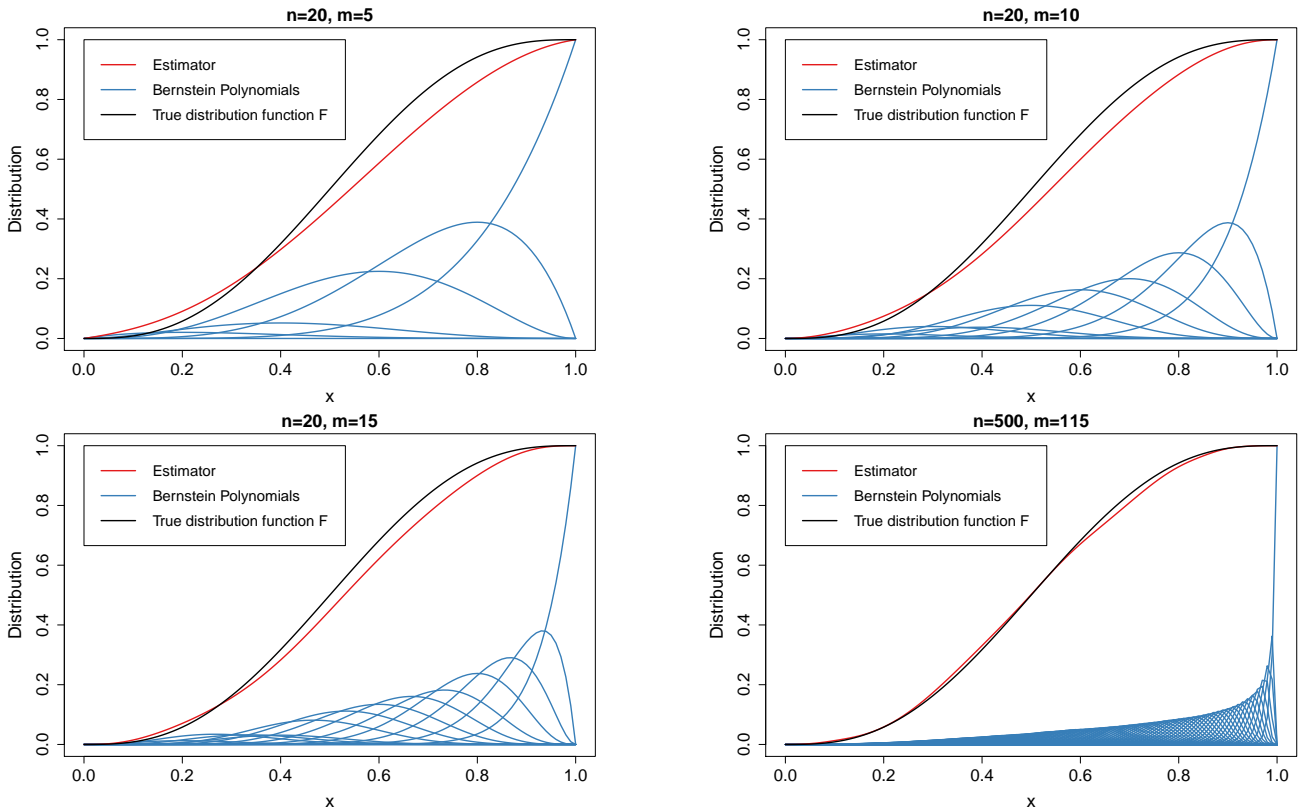 n=20, m=5
Estimator
Bernstein Polynomials
True distribution function F
Distribution
0.0 0.2 0.4 0.6 0.8 1.0
0.0 0.2 0.4 0.6 0.8 1.0
x
n=20, m=10
Estimator
Bernstein Polynomials
True distribution function F
Distribution
0.0 0.2 0.4 0.6 0.8 1.0
0.0 0.2 0.4 0.6 0.8 1.0
x
n=20, m=15
Estimator
Bernstein Polynomials
True distribution function F
Distribution
0.0 0.2 0.4 0.6 0.8 1.0
0.0 0.2 0.4 0.6 0.8 1.0
x
n=500, m=115
Estimator
Bernstein Polynomials
True distribution function F
Distribution
0.0 0.2 0.4 0.6 0.8 1.0
0.0 0.2 0.4 0.6 0.8 1.0
x